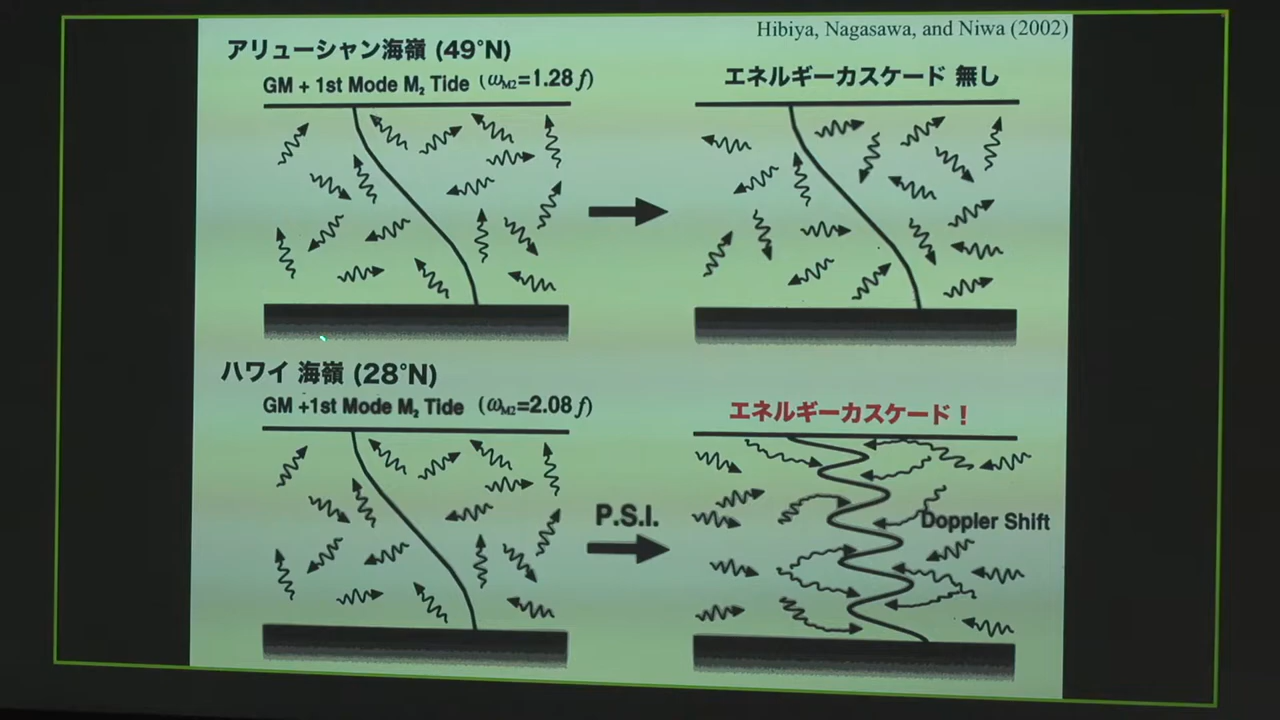 Hibiya, Nagasawa, and Niwa (2002)
アリューシャン海嶺 (49°N)
GM + 1st Mode M₂ Tide (ωM2=1.28f)
エネルギーカスケード 無し
ハワイ 海嶺 (28°N)
GM +1st Mode M₂ Tide (ωM2=2.08f)
エネルギーカスケード！
P.S.I.
Doppler Shift